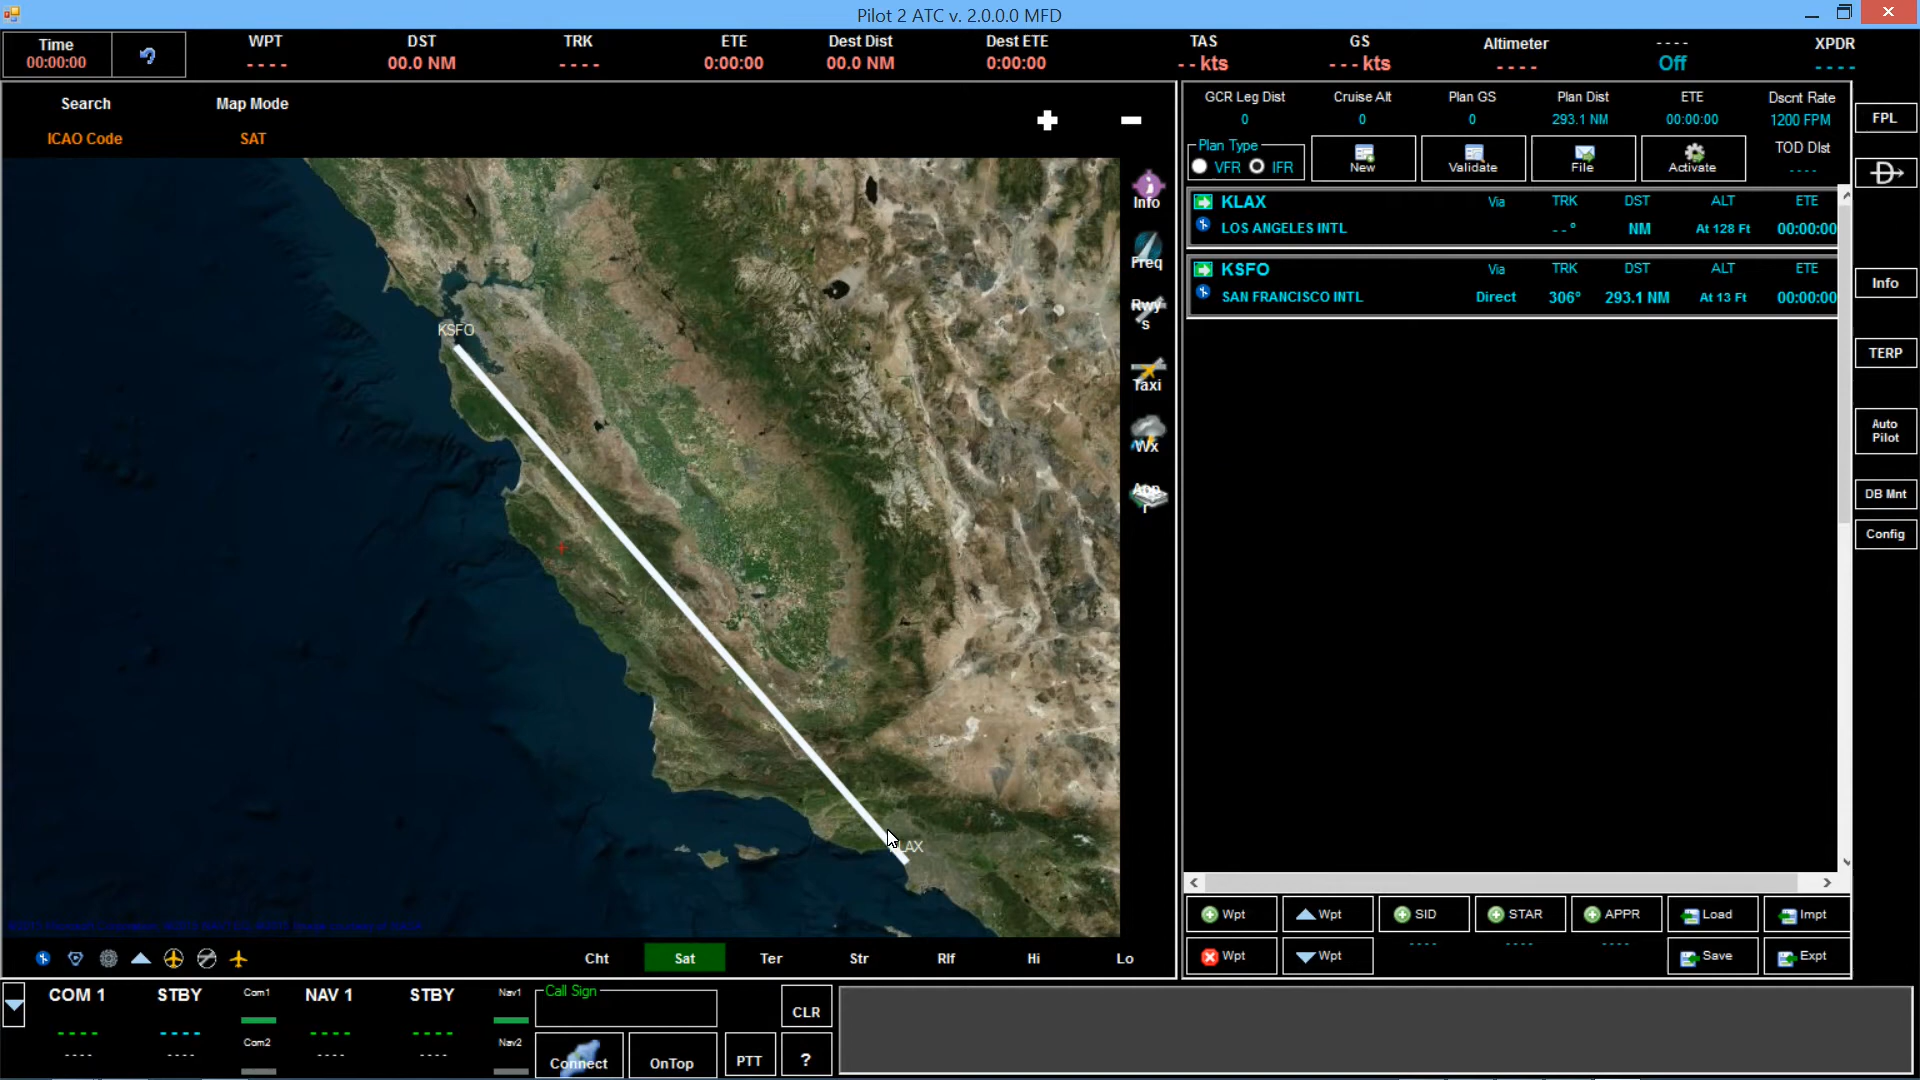 Pilot 2 ATC v. 2.0.0.0 MFD
Time
00:00:00
WPT
- - - -
DST
00.0 NM
TRK
- - - -
ETE
0:00:00
Dest Dist
00.0 NM
Dest ETE
0:00:00
TAS
- - kts
GS
- - - kts
Altimeter
- - - -
- - - -
Off
XPDR
- - - -
Search
ICAO Code
Map Mode
SAT
KSFO
LAX
Info
Freq
Rwy
s
Taxi
Wx
App
r
Cht
Sat
Ter
Str
Rlf
Hi
Lo
GCR Leg Dist
0
Cruise Alt
0
Plan GS
0
Plan Dist
293.1 NM
ETE
00:00:00
Dscnt Rate
1200 FPM
Plan Type
VFR
IFR
New
Validate
File
Activate
TOD Dist
- - - -
KLAX Via TRK DST ALT ETE
LOS ANGELES INTL - - ° NM At 128 Ft 00:00:00
KSFO Via TRK DST ALT ETE
SAN FRANCISCO INTL Direct 306° 293.1 NM At 13 Ft 00:00:00
Wpt
Wpt
SID
STAR
APPR
Load
Impt
Wpt
Wpt
- - - -
- - - -
- - - -
Save
Expt
FPL
D
Info
TERP
Auto
Pilot
DB Mnt
Config
COM 1
- - - -
- - - -
STBY
- - - -
- - - -
Com1
Com2
NAV 1
- - - -
- - - -
STBY
- - - -
- - - -
Nav1
Nav2
Call Sign
CLR
Connect
OnTop
PTT
?